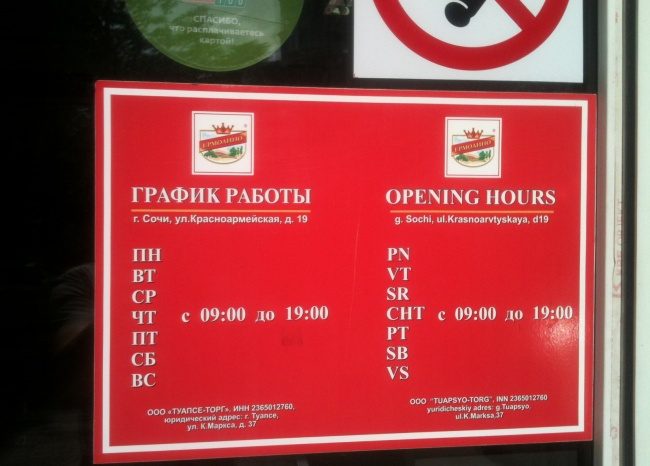 СПАСИБО,
что расплачиваетесь
картой!
ЕРМОЛИНО
ГРАФИК РАБОТЫ
г. Сочи, ул.Красноармейская, д. 19
ПН
ВТ
СР
ЧТ
ПТ
СБ
ВС
с 09:00 до 19:00
ООО «ТУАПСЕ-ТОРГ», ИНН 2365012760,
юридический адрес: г. Туапсе,
ул. К.Маркса, д. 37
ЕРМОЛИНО
OPENING HOURS
g. Sochi, ul.Krasnoarvtyskaya, d19
PN
VT
SR
CHT
PT
SB
VS
с 09:00 до 19:00
ООО "TUAPSYO-TORG", INN 2365012760
yuridicheskiy adres: g.Tuapsyo,
ul.K.Marksa,37